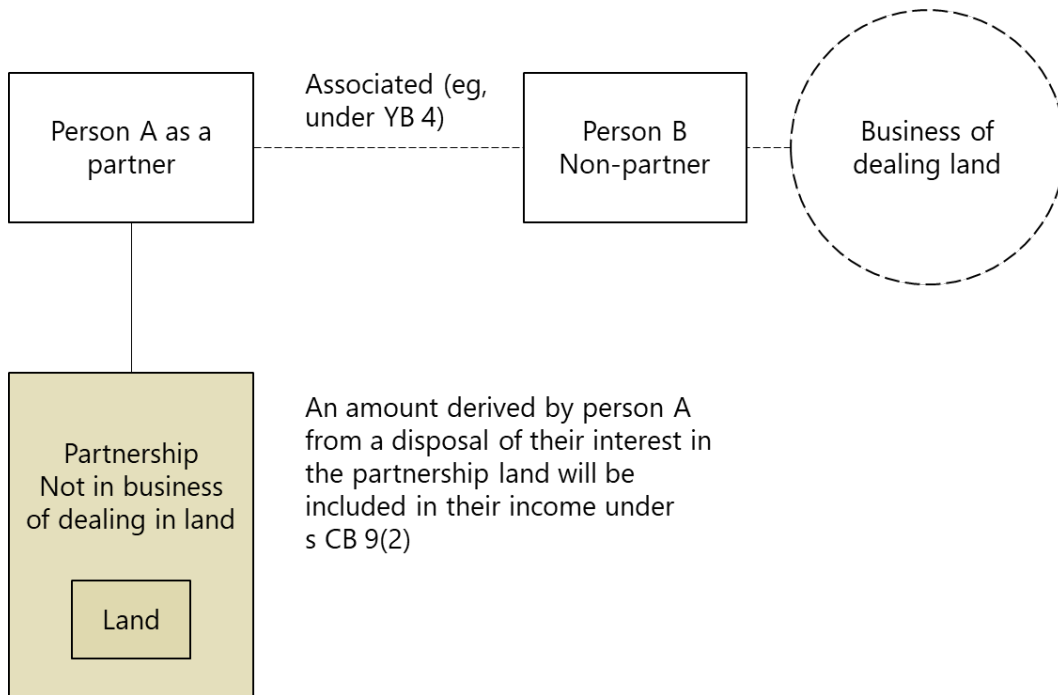 Person A as a
partner
Associated (eg,
under YB 4)
Person B
Non-partner
Business of
dealing land
Partnership
Not in business
of dealing in land
Land
An amount derived by person A
from a disposal of their interest in
the partnership land will be
included in their income under
s CB 9(2)